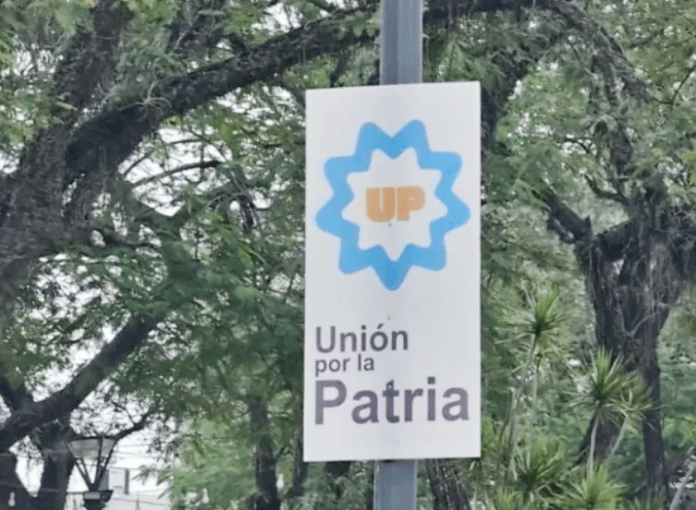 UP
Unión
por la
Patria